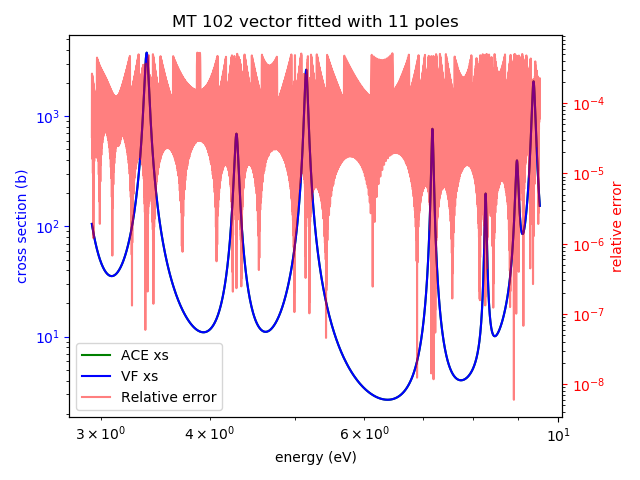 MT 102 vector fitted with 11 poles
cross section (b)
10³
10²
10¹
10⁻⁴
10⁻⁵
10⁻⁶
10⁻⁷
10⁻⁸
relative error
ACE xs
VF xs
Relative error
3 × 10⁰ 4 × 10⁰ 6 × 10⁰ 10¹
energy (eV)